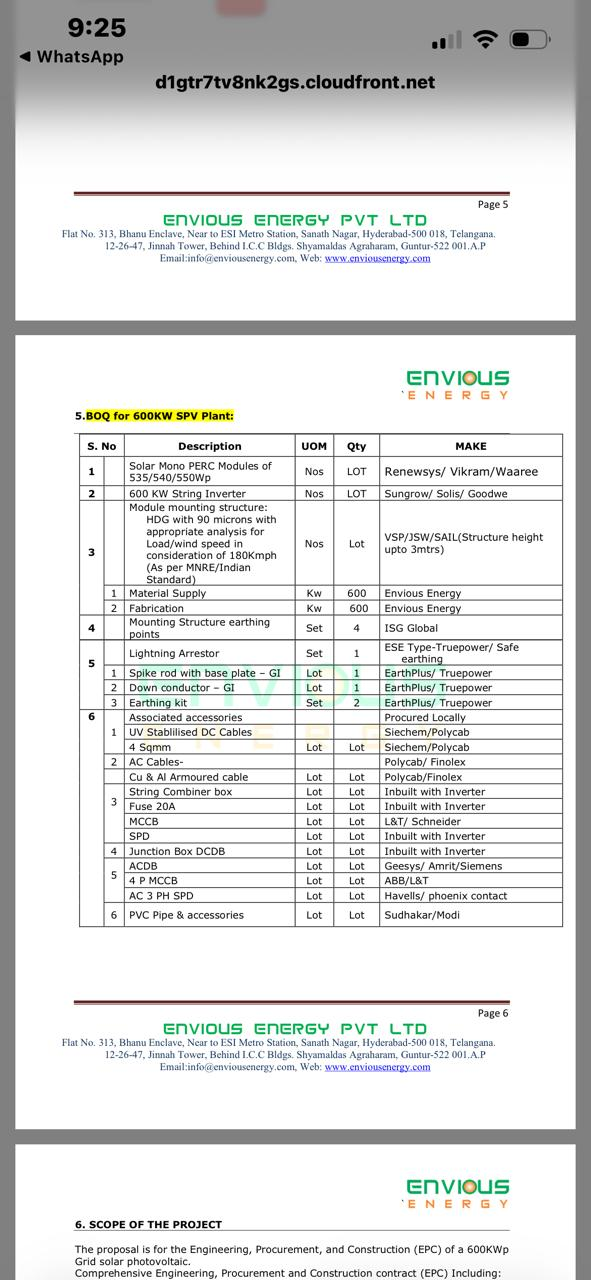 9:25
◀ WhatsApp
d1gtr7tv8nk2gs.cloudfront.net
Page 5
ENVIOUS ENERGY PVT LTD
Flat No. 313, Bhanu Enclave, Near to ESI Metro Station, Sanath Nagar, Hyderabad-500 018, Telangana.
12-26-47, Jinnah Tower, Behind I.C.C Bldgs. Shyamaldas Agraharam, Guntur-522 001.A.P
Email:info@enviousenergy.com, Web: www.enviousenergy.com
ENVIOUS
ENERGY
5.BOQ for 600KW SPV Plant:
S. No Description UOM Qty MAKE
1 Solar Mono PERC Modules of 535/540/550Wp Nos LOT Renewsys/ Vikram/Waaree
2 600 KW String Inverter Nos LOT Sungrow/ Solis/ Goodwe
3 Module mounting structure:
HDG with 90 microns with
appropriate analysis for
Load/wind speed in
consideration of 180Kmph
(As per MNRE/Indian
Standard) Nos Lot VSP/JSW/SAIL(Structure height upto 3mtrs)
1 Material Supply Kw 600 Envious Energy
2 Fabrication Kw 600 Envious Energy
4 Mounting Structure earthing points Set 4 ISG Global
5 Lightning Arrestor Set 1 ESE Type-Truepower/ Safe earthing
1 Spike rod with base plate – GI Lot 1 EarthPlus/ Truepower
2 Down conductor – GI Lot 1 EarthPlus/ Truepower
3 Earthing kit Set 2 EarthPlus/ Truepower
6 Associated accessories Procured Locally
1 UV Stablilised DC Cables Siechem/Polycab
4 Sqmm Lot Lot Siechem/Polycab
2 AC Cables- Polycab/ Finolex
Cu & Al Armoured cable Lot Lot Polycab/Finolex
3 String Combiner box Lot Lot Inbuilt with Inverter
Fuse 20A Lot Lot Inbuilt with Inverter
MCCB Lot Lot L&T/ Schneider
SPD Lot Lot Inbuilt with Inverter
4 Junction Box DCDB Lot Lot Inbuilt with Inverter
5 ACDB Lot Lot Geesys/ Amrit/Siemens
4 P MCCB Lot Lot ABB/L&T
AC 3 PH SPD Lot Lot Havells/ phoenix contact
6 PVC Pipe & accessories Lot Lot Sudhakar/Modi
ENVIOUS
ENERGY
Page 6
ENVIOUS ENERGY PVT LTD
Flat No. 313, Bhanu Enclave, Near to ESI Metro Station, Sanath Nagar, Hyderabad-500 018, Telangana.
12-26-47, Jinnah Tower, Behind I.C.C Bldgs. Shyamaldas Agraharam, Guntur-522 001.A.P
Email:info@enviousenergy.com, Web: www.enviousenergy.com
ENVIOUS
ENERGY
6. SCOPE OF THE PROJECT
The proposal is for the Engineering, Procurement, and Construction (EPC) of a 600KWp
Grid solar photovoltaic.
Comprehensive Engineering, Procurement and Construction contract (EPC) Including: